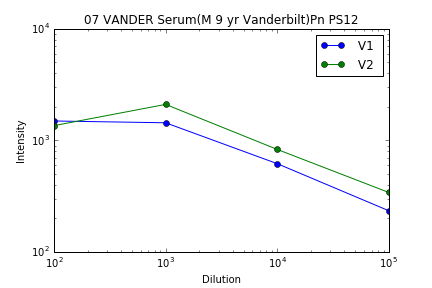 07 VANDER Serum(M 9 yr Vanderbilt)Pn PS12
10^4
V1
V2
Intensity
10^3
10^2
10^2 10^3 10^4 10^5
Dilution